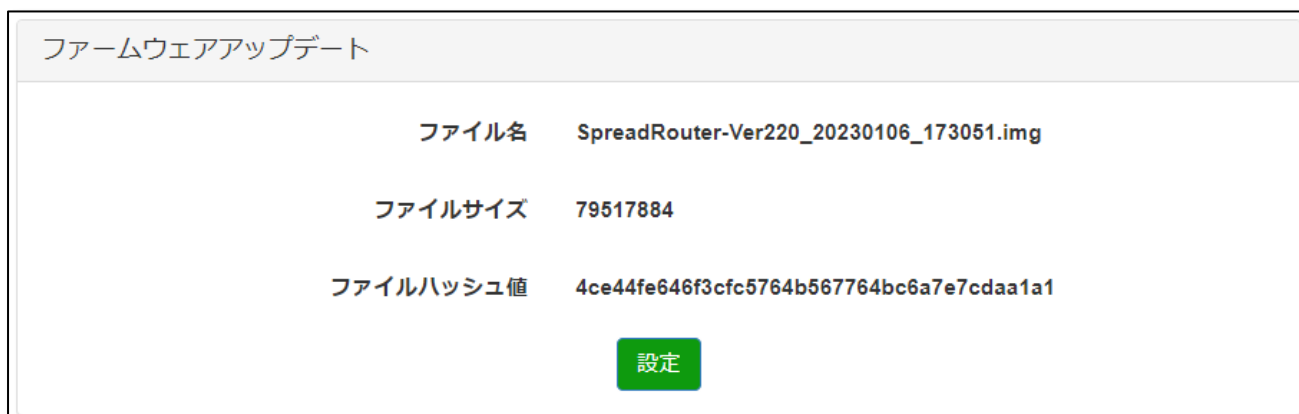 ファームウェアアップデート
ファイル名 SpreadRouter-Ver220_20230106_173051.img
ファイルサイズ 79517884
ファイルハッシュ値 4ce44fe646f3cfc5764b567764bc6a7e7cdaa1a1
設定